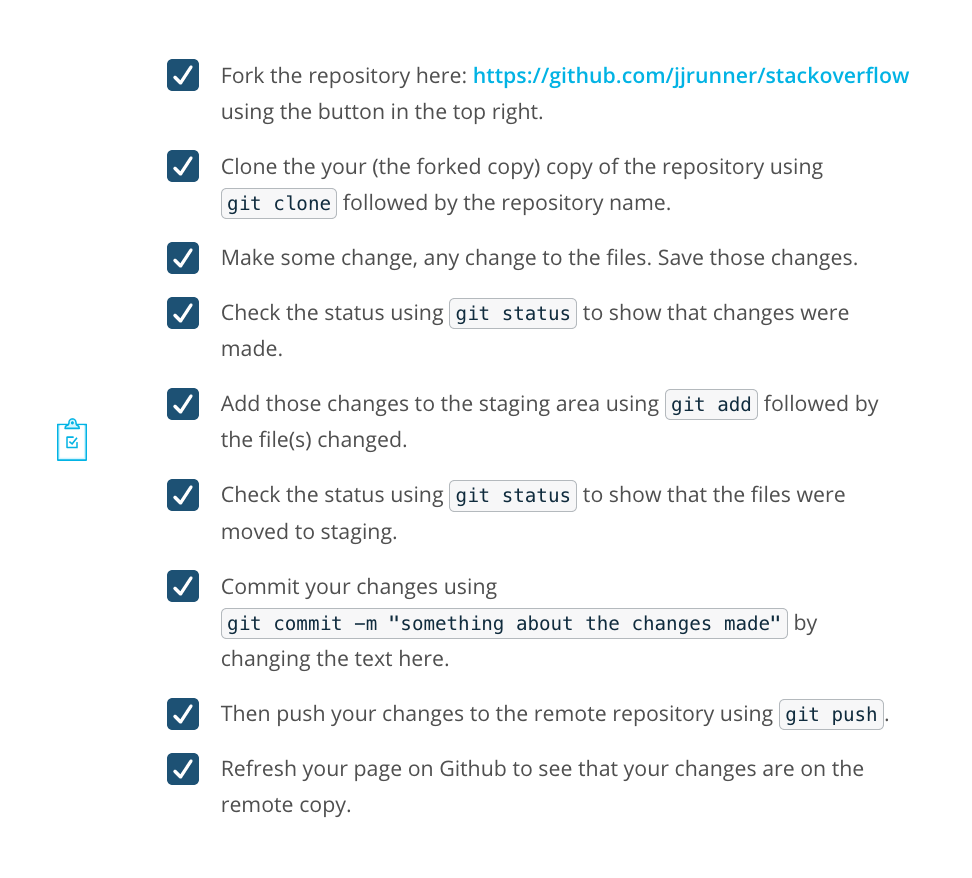 Fork the repository here: https://github.com/jjrunner/stackoverflow
using the button in the top right.
Clone the your (the forked copy) copy of the repository using
git clone followed by the repository name.
Make some change, any change to the files. Save those changes.
Check the status using git status to show that changes were
made.
Add those changes to the staging area using git add followed by
the file(s) changed.
Check the status using git status to show that the files were
moved to staging.
Commit your changes using
git commit -m "something about the changes made" by
changing the text here.
Then push your changes to the remote repository using git push.
Refresh your page on Github to see that your changes are on the
remote copy.